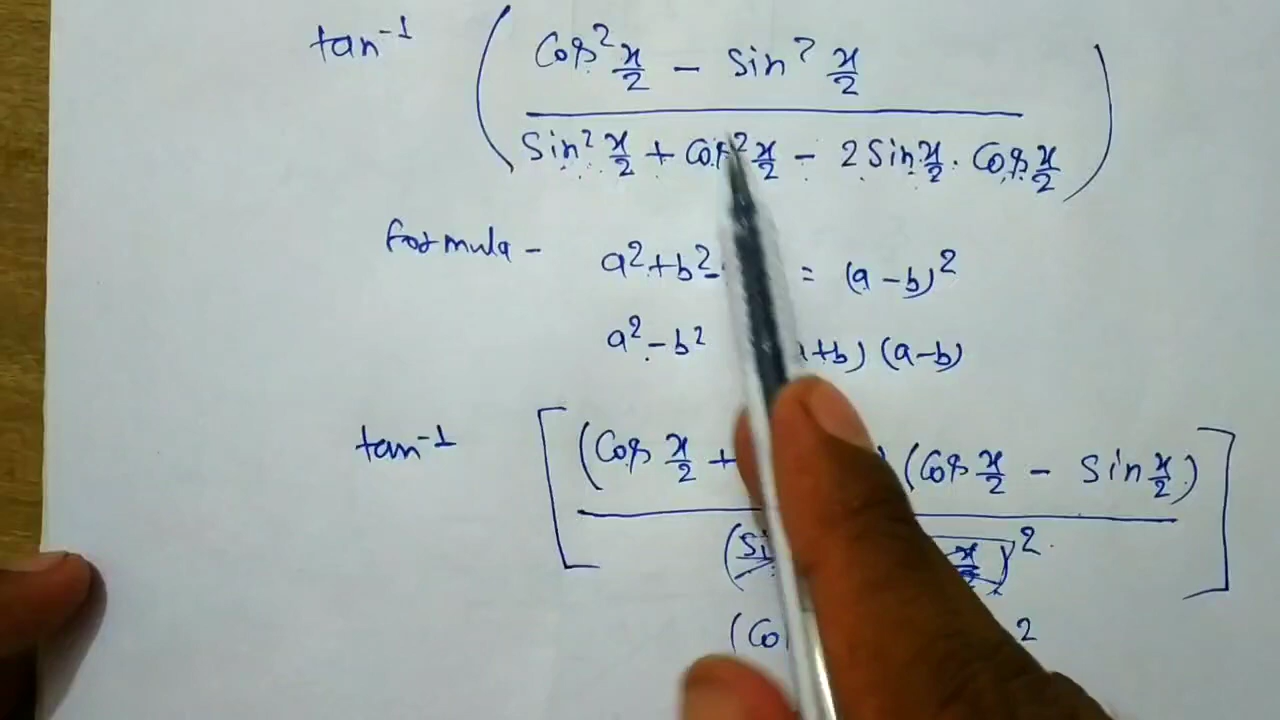 tan⁻¹ ( (Cos² x/2 − Sin² x/2) / (Sin² x/2 + Cos² x/2 − 2 Sin x/2 . Cos x/2) )
formula − a² + b² − = (a − b)²
a² − b² +b) (a − b)
tan⁻¹ [ (Cos x/2 + ) (Cos x/2 − Sin x/2) / ( x/2)² ]
(Co 2